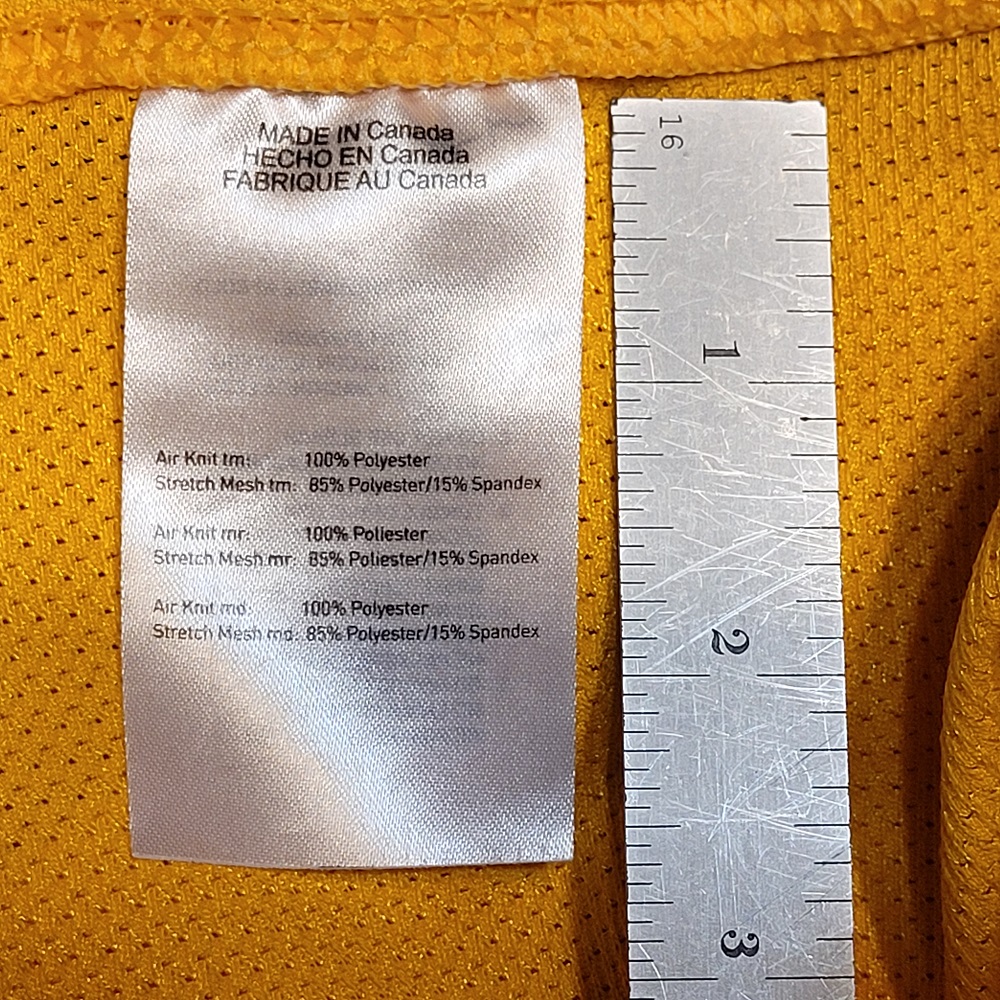 MADE IN Canada
HECHO EN Canada
FABRIQUE AU Canada
Air Knit tm: 100% Polyester
Stretch Mesh tm: 85% Polyester/15% Spandex
Air Knit mr: 100% Poliester
Stretch Mesh mr: 85% Poliester/15% Spandex
Air Knit md: 100% Polyester
Stretch Mesh md: 85% Polyester/15% Spandex
16
1
2
3